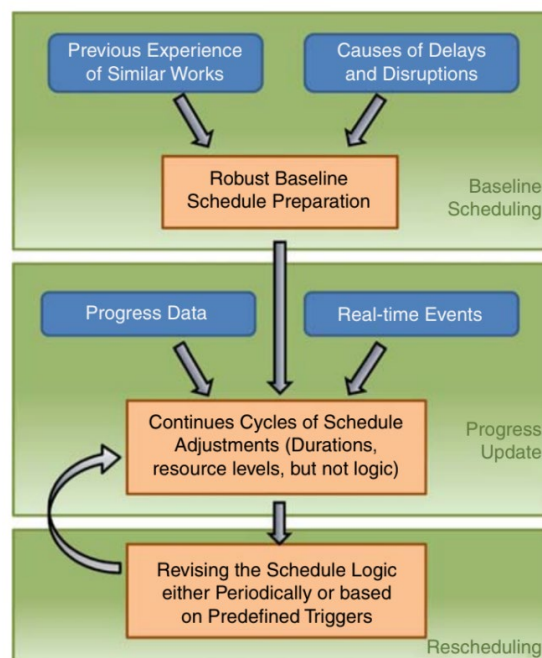 Previous Experience
of Similar Works
Causes of Delays
and Disruptions
Robust Baseline
Schedule Preparation
Baseline
Scheduling
Progress Data
Real-time Events
Continues Cycles of Schedule
Adjustments (Durations,
resource levels, but not logic)
Progress
Update
Revising the Schedule Logic
either Periodically or based
on Predefined Triggers
Rescheduling